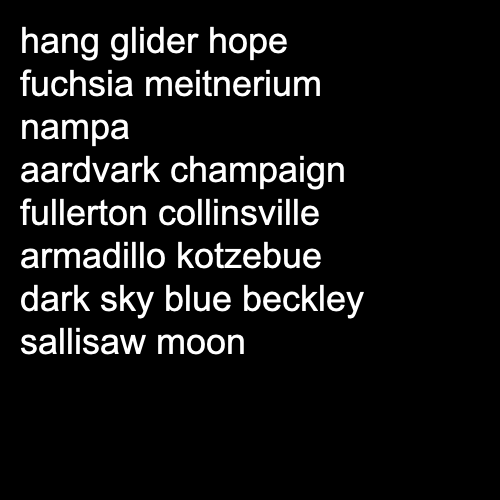 hang glider hope
fuchsia meitnerium
nampa
aardvark champaign
fullerton collinsville
armadillo kotzebue
dark sky blue beckley
sallisaw moon